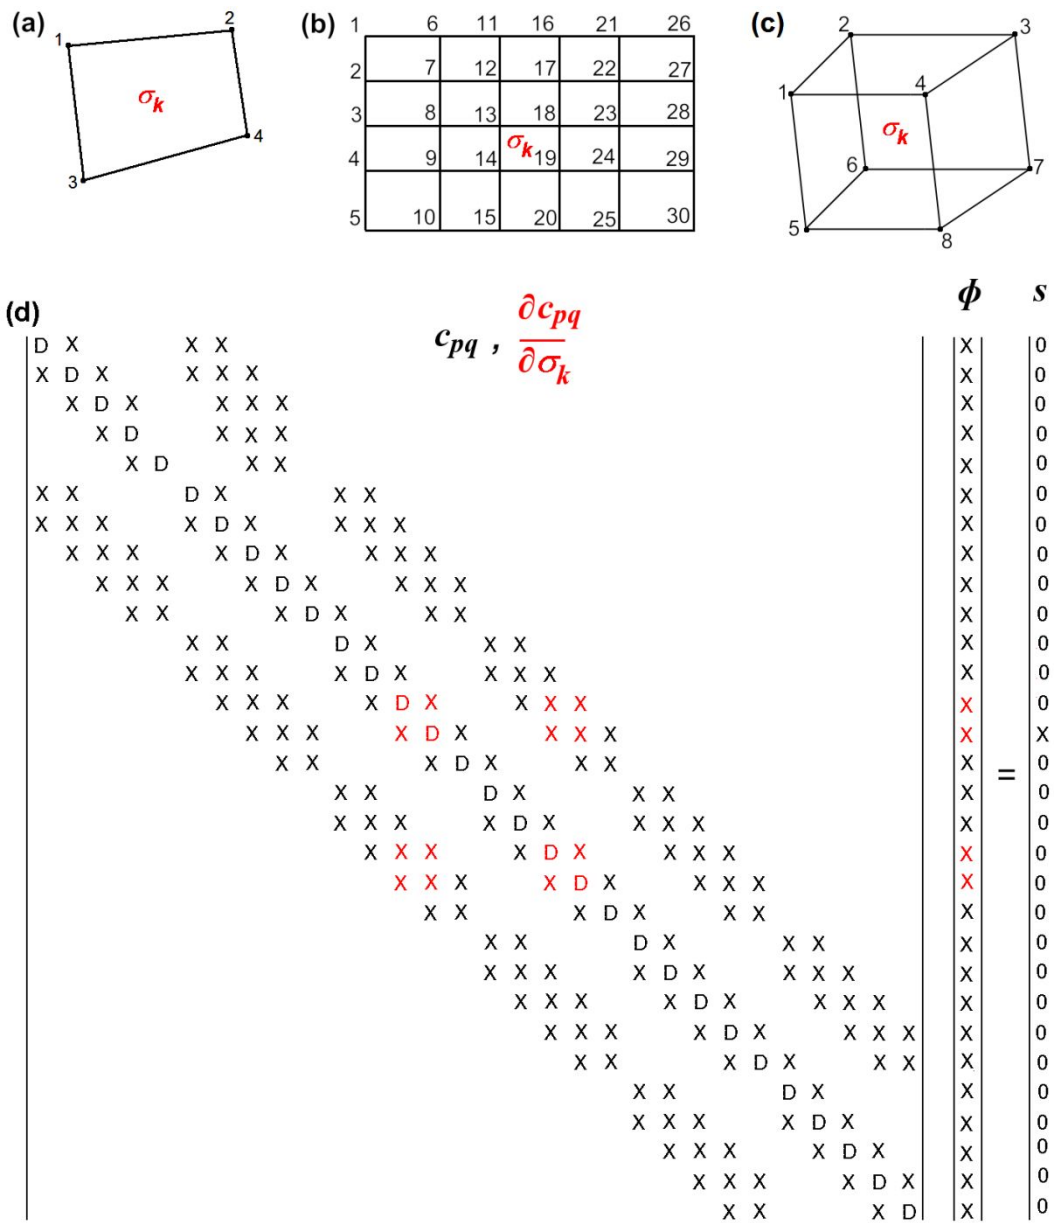 (a)
1 2
σk
3 4
(b)
1 6 11 16 21 26
2 7 12 17 22 27
3 8 13 18 23 28
4 9 14 σk 19 24 29
5 10 15 20 25 30
(c)
2 3
1 4
σk
6 7
5 8
(d)
c_pq , ∂c_pq / ∂σ_k
ϕ s
D X X X X 0
X D X X X X X 0
X D X X X X X 0
X D X X X X 0
X D X X X 0
X X D X X X X 0
X X X X D X X X X X 0
X X X X D X X X X X 0
X X X X D X X X X X 0
X X X D X X X X 0
X X D X X X X 0
X X X X D X X X X X 0
X X X X D X X X X X 0
X X X X D X X X X X X
X X X D X X X X = 0
X X D X X X X 0
X X X X D X X X X X 0
X X X X D X X X X X 0
X X X X D X X X X X 0
X X X D X X X X 0
X X D X X X X 0
X X X X D X X X X X 0
X X X X D X X X X X 0
X X X X D X X X X X 0
X X X D X X X X 0
X X D X X 0
X X X X D X X 0
X X X X D X X 0
X X X X D X X 0
X X X D X 0